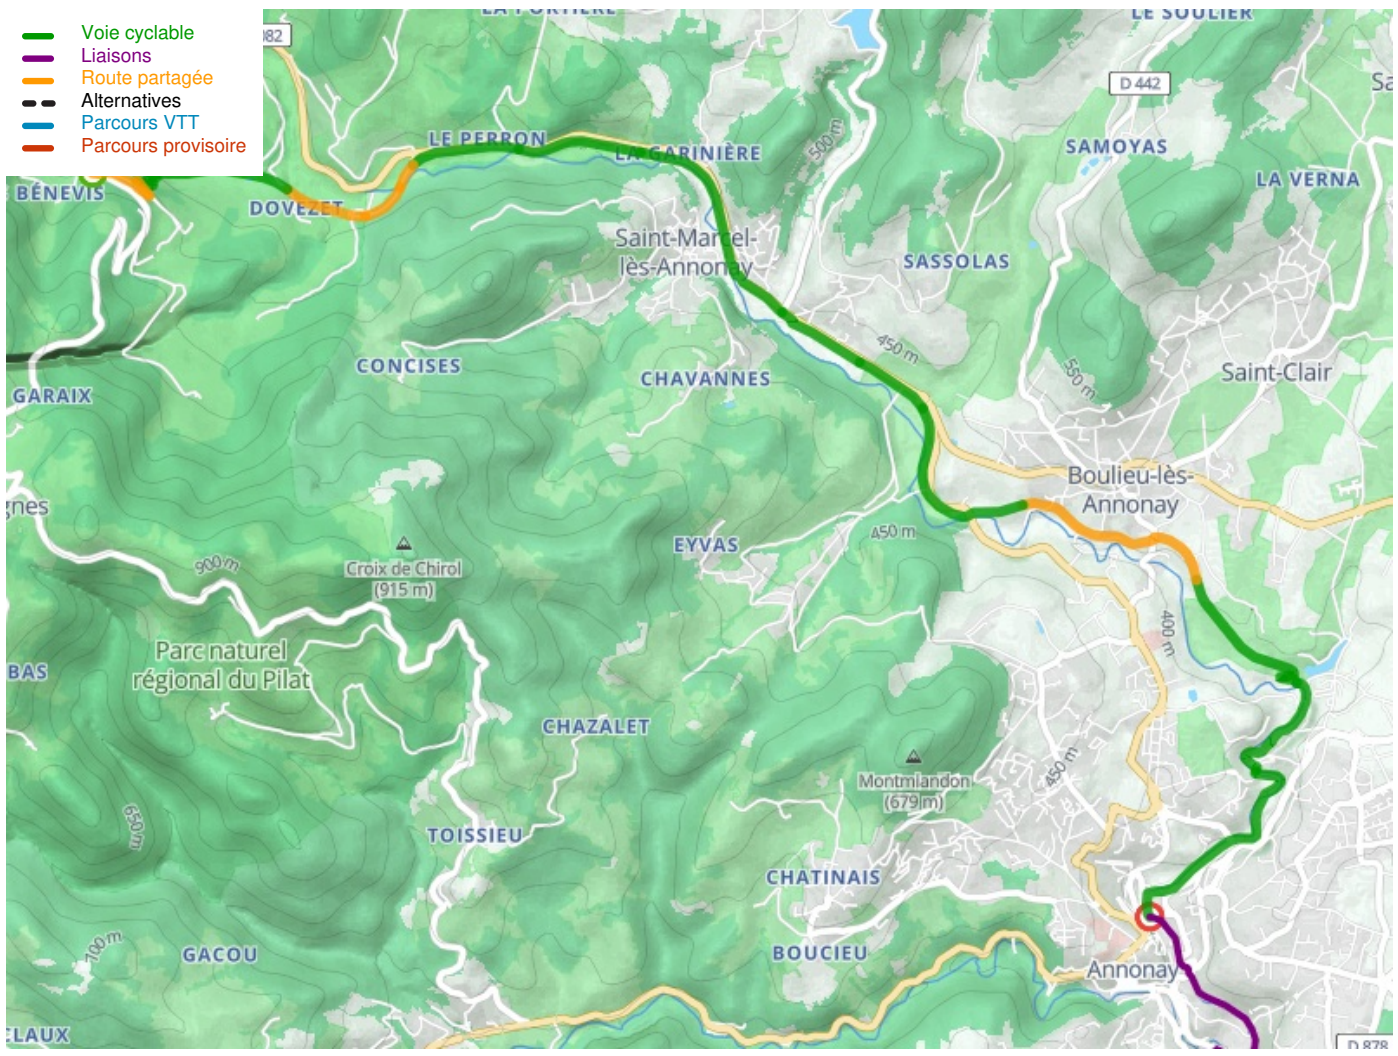 Voie cyclable
Liaisons
Route partagée
Alternatives
Parcours VTT
Parcours provisoire
LE SOULIER
D 442
500 m
LE PERRON
LA GARINIÈRE
SAMOYAS
LA VERNA
BÉNEVIS
DOVEZET
Saint-Marcel-
lès-Annonay
SASSOLAS
450 m
CONCISES
CHAVANNES
550 m
Saint-Clair
GARAIX
Boulieu-lès-
Annonay
450 m
EYVAS
900 m
Croix de Chirol
(915 m)
400 m
Parc naturel
régional du Pilat
BAS
CHAZALET
450 m
Montmiandon
(679 m)
650 m
TOISSIEU
CHATINAIS
GACOU
BOUCIEU
Annonay
CLAUX
D 878